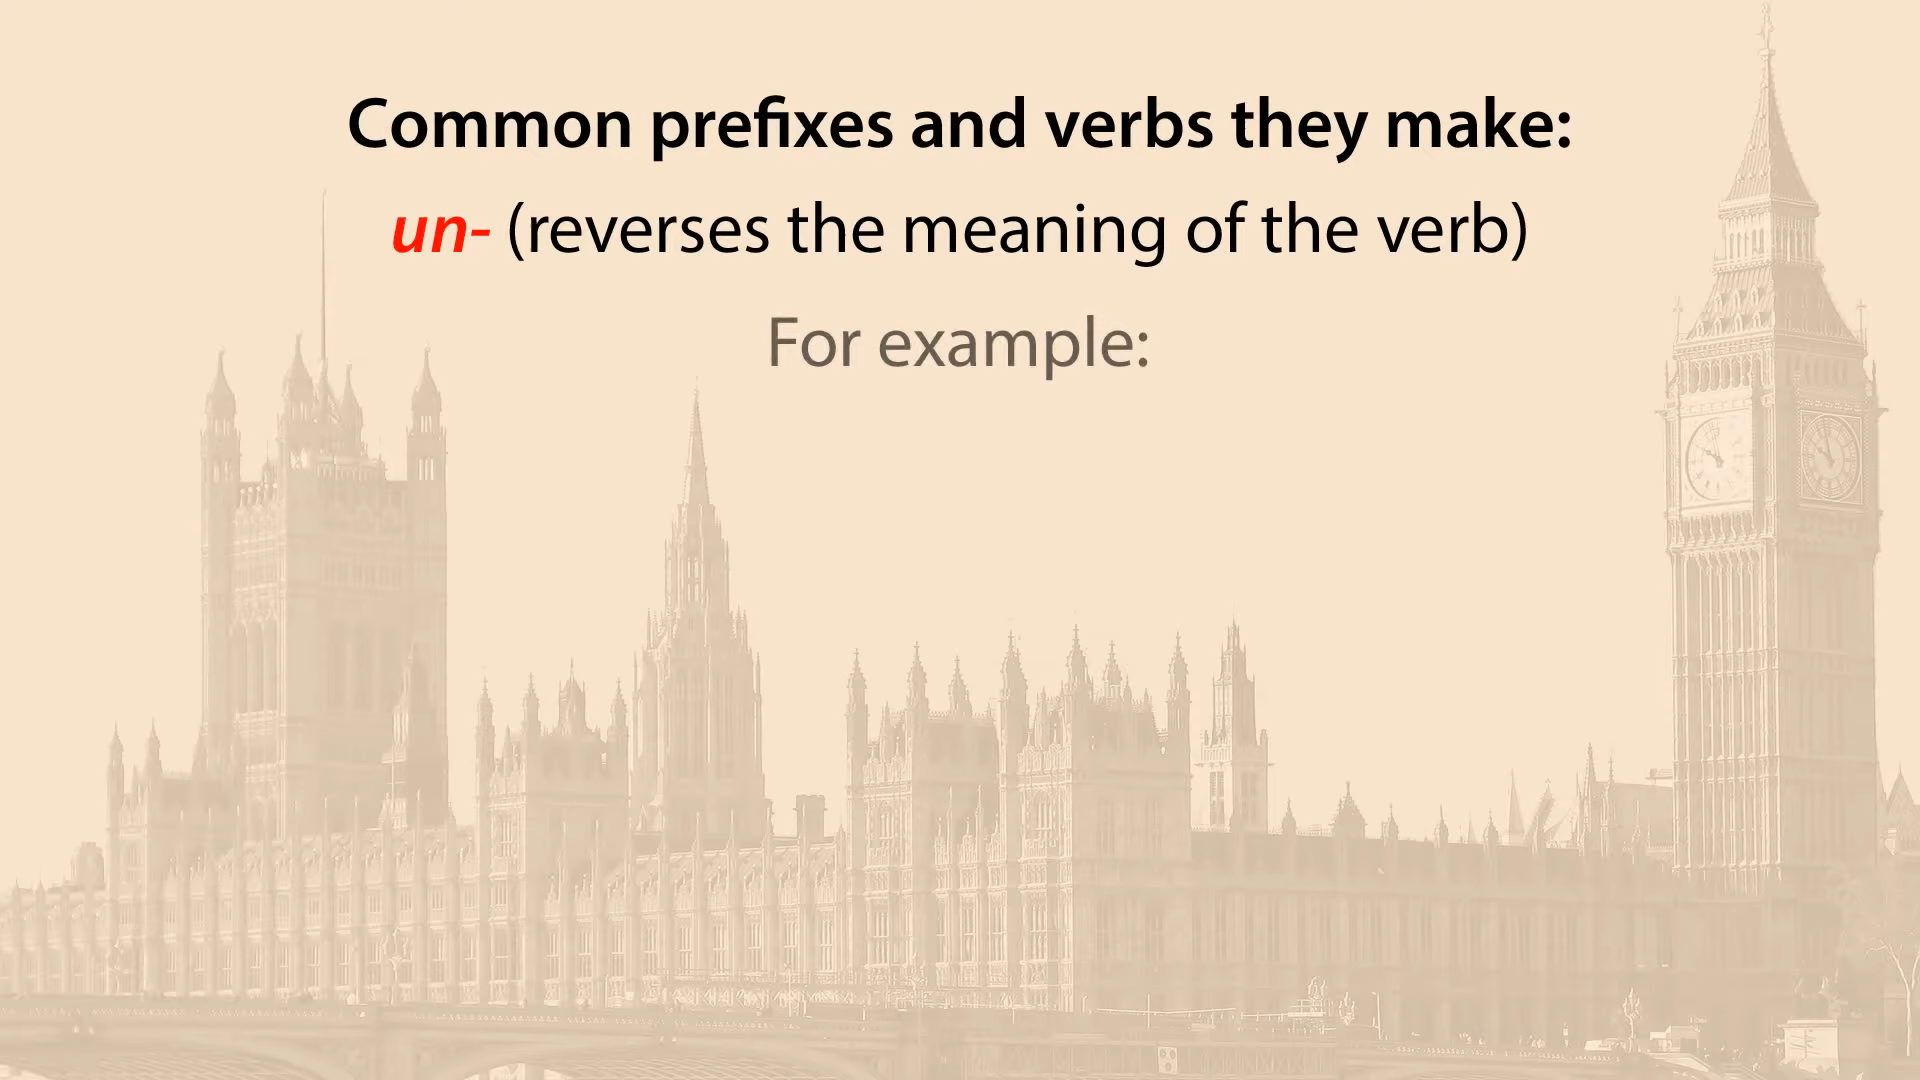 Common prefixes and verbs they make:
un- (reverses the meaning of the verb)
For example: